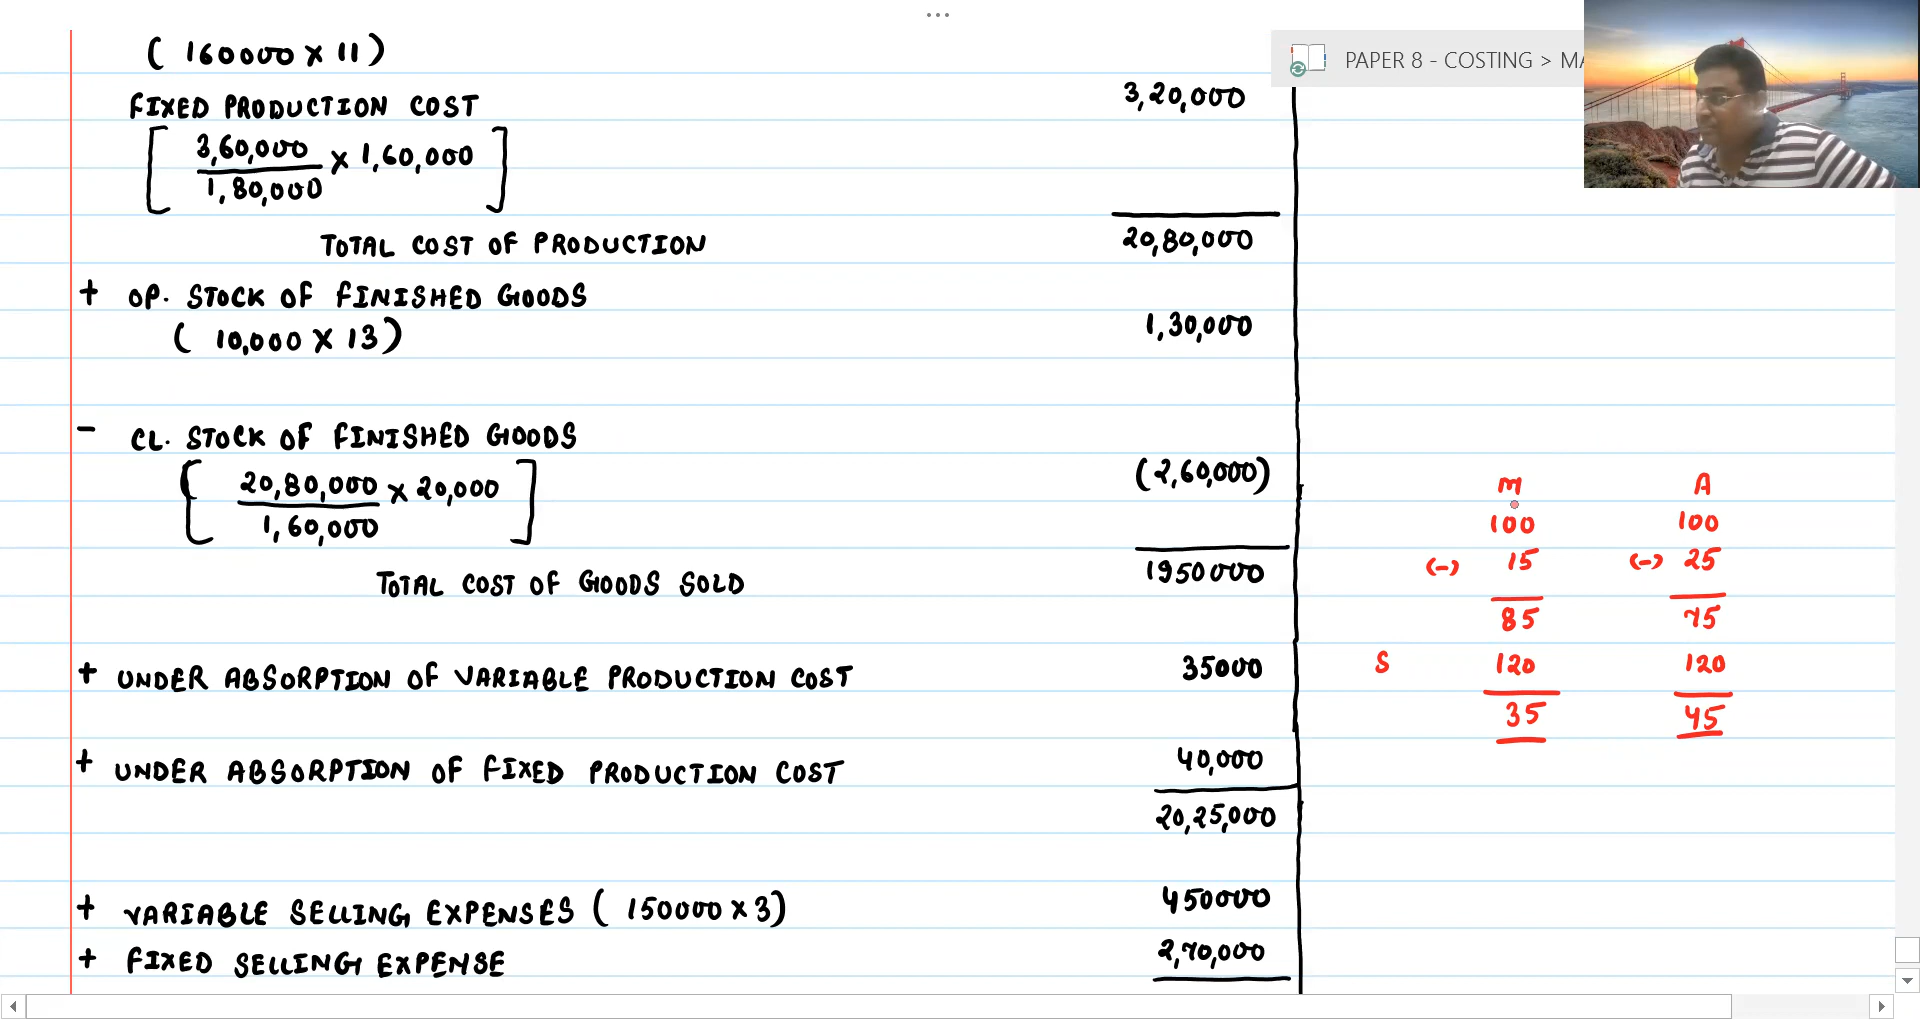 ...
( 160000 x 11 )
PAPER 8 - COSTING > MA
FIXED PRODUCTION COST 3,20,000
[ 3,60,000 x 1,60,000 ]
1,80,000
TOTAL COST OF PRODUCTION 20,80,000
+ OP. STOCK OF FINISHED GOODS
( 10,000 x 13 ) 1,30,000
- CL. STOCK OF FINISHED GOODS (2,60,000)
[ 20,80,000 x 20,000 ]
1,60,000
TOTAL COST OF GOODS SOLD 1950000
+ UNDER ABSORPTION OF VARIABLE PRODUCTION COST 35000
+ UNDER ABSORPTION OF FIXED PRODUCTION COST 40,000
20,25,000
+ VARIABLE SELLING EXPENSES ( 150000 x 3 ) 450000
+ FIXED SELLING EXPENSE 2,70,000
M A
100 100
(-) 15 (-) 25
85 75
S 120 120
35 45